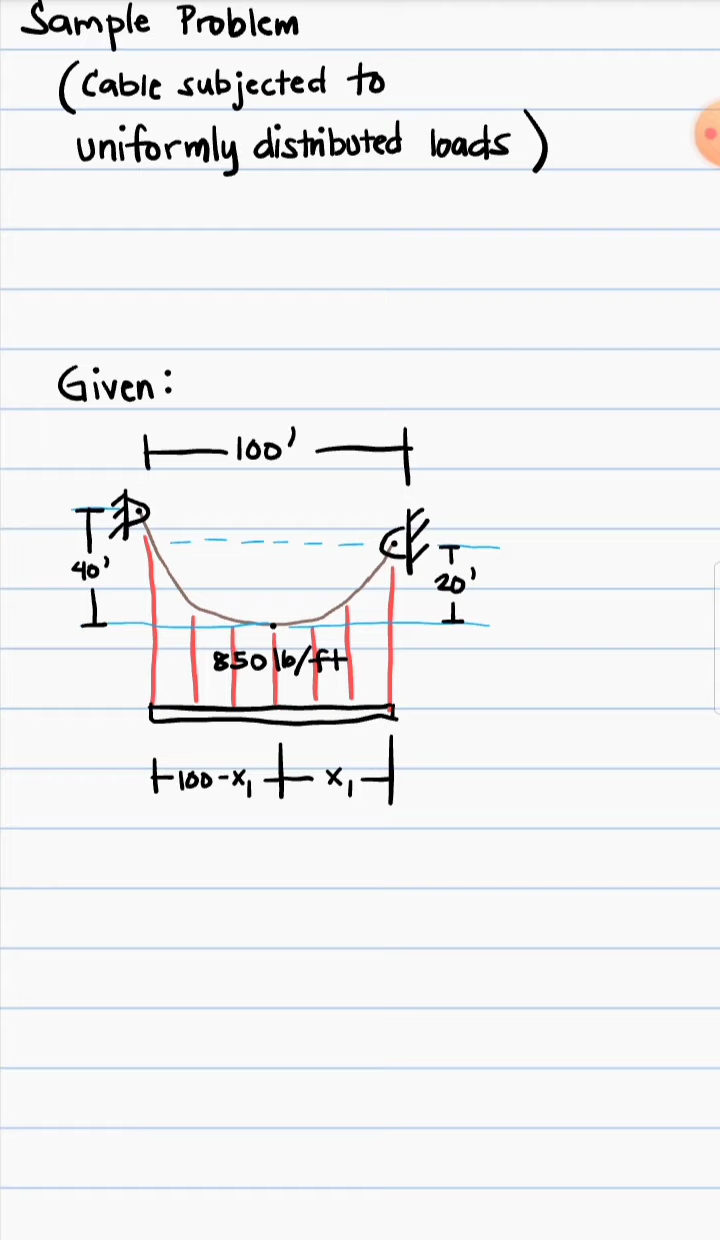 Sample Problem
(Cable subjected to
uniformly distributed loads)
Given:
100'
40'
20'
850 lb/ft
100-x₁
x₁